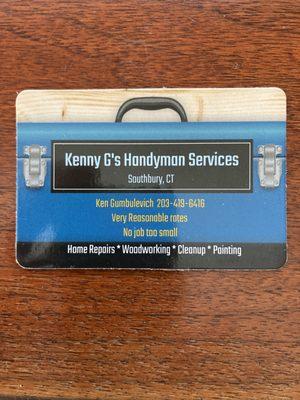 Kenny G's Handyman Services
Southbury, CT
Ken Gumbulevich 203-419-6416
Very Reasonable rates
No job too small
Home Repairs * Woodworking * Cleanup * Painting